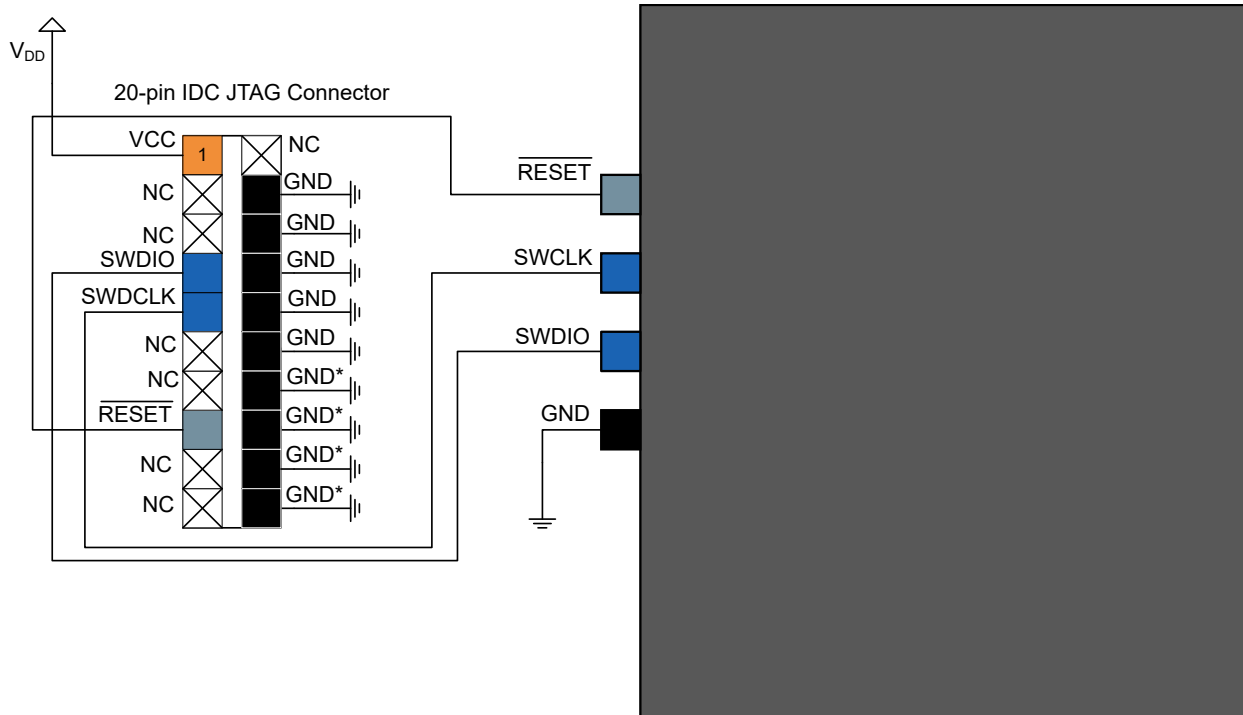 VDD
20-pin IDC JTAG Connector
VCC
1
NC
NC
GND
NC
GND
SWDIO
GND
SWDCLK
GND
NC
GND
NC
GND*
RESET
GND*
NC
GND*
NC
GND*
RESET
SWCLK
SWDIO
GND